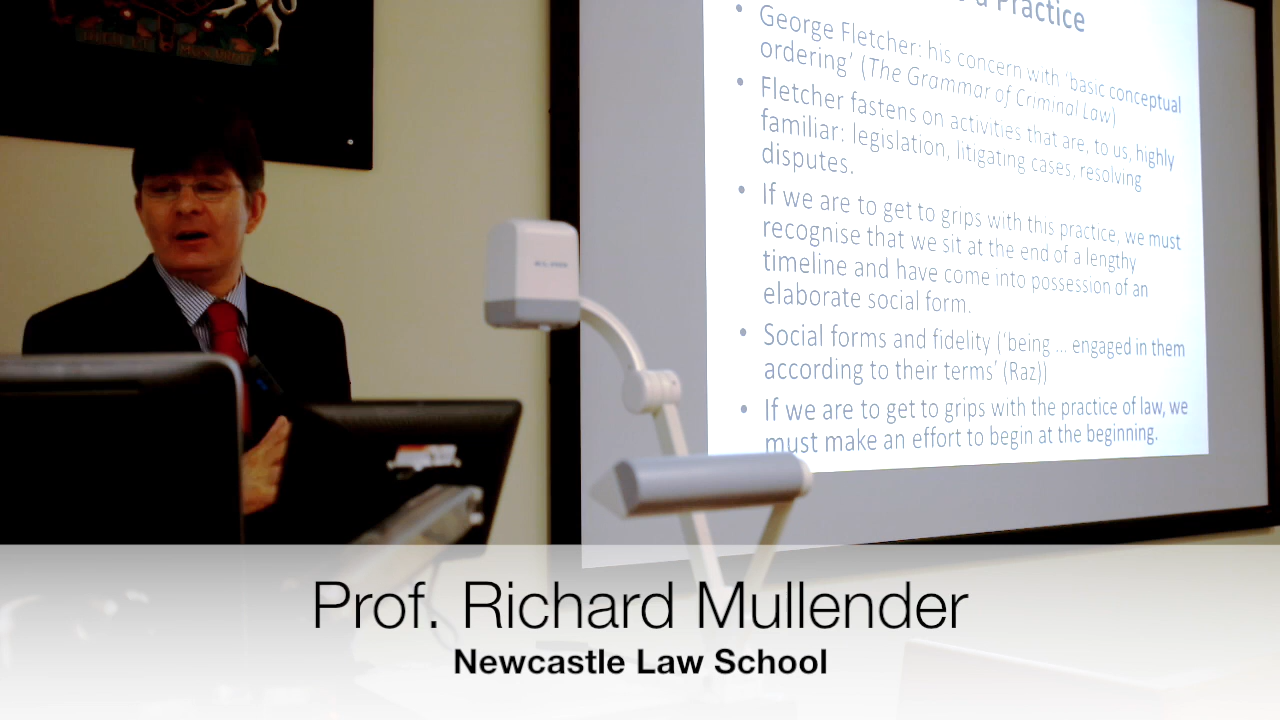 a Practice
• George Fletcher: his concern with ‘basic conceptual
ordering’ (The Grammar of Criminal Law)
• Fletcher fastens on activities that are, to us, highly
familiar: legislation, litigating cases, resolving
disputes.
• If we are to get to grips with this practice, we must
recognise that we sit at the end of a lengthy
timeline and have come into possession of an
elaborate social form.
• Social forms and fidelity (‘being ... engaged in them
according to their terms’ (Raz))
• If we are to get to grips with the practice of law, we
must make an effort to begin at the beginning.
Prof. Richard Mullender
Newcastle Law School